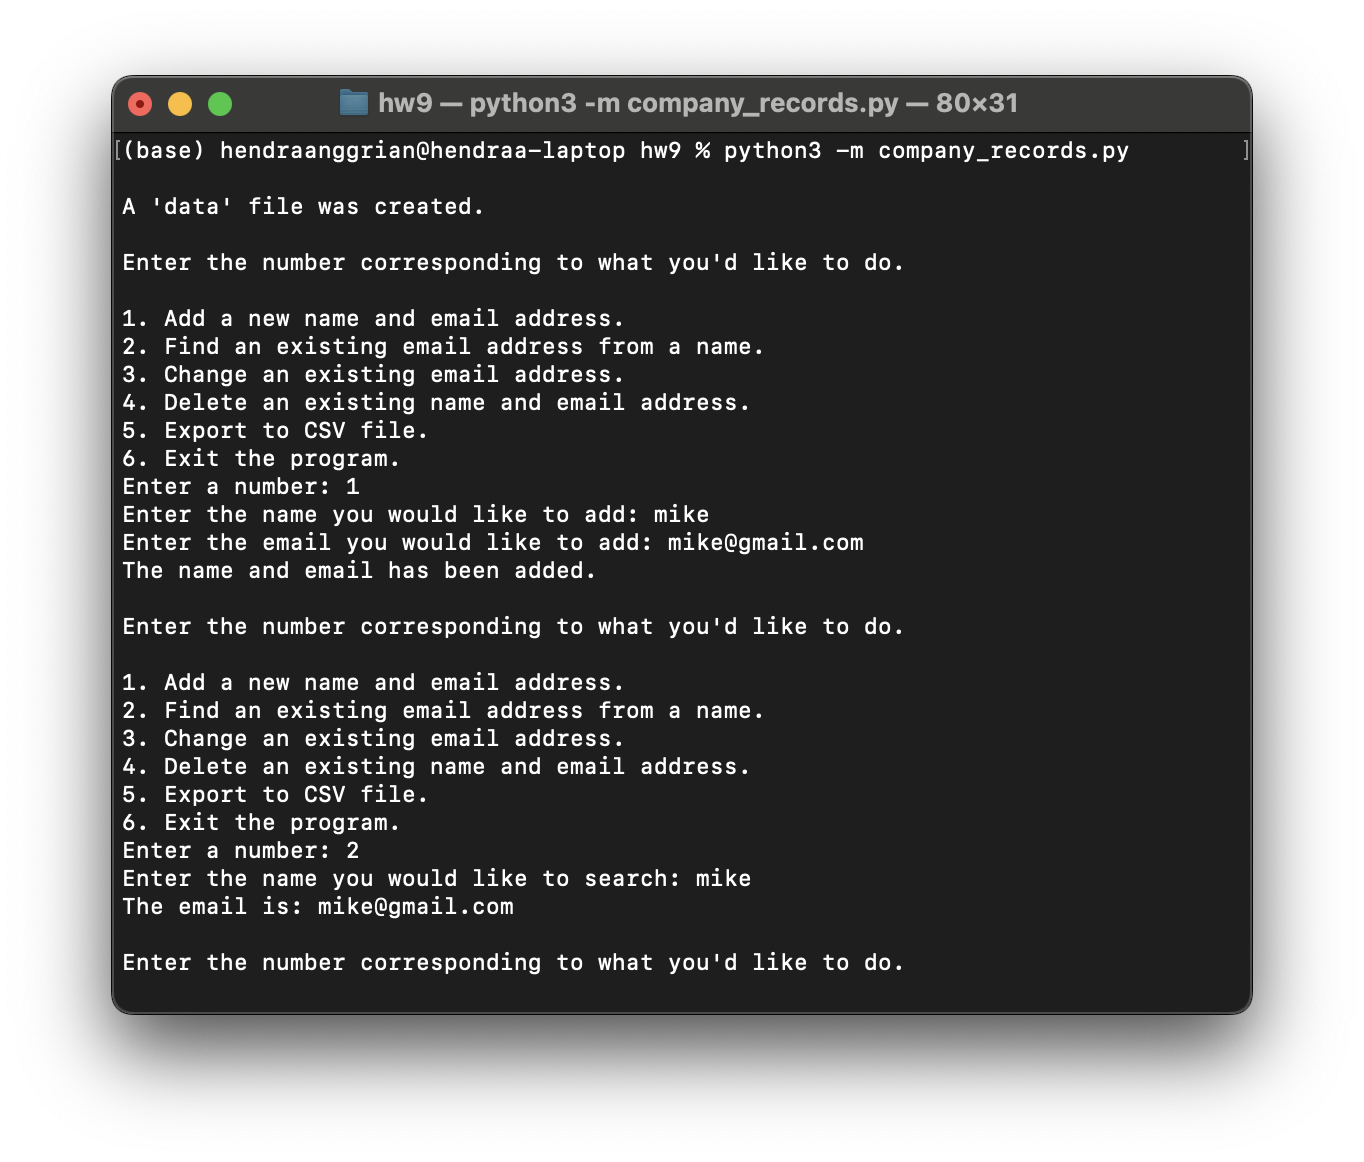 hw9 — python3 -m company_records.py — 80×31
[(base) hendraanggrian@hendraa-laptop hw9 % python3 -m company_records.py ]
A 'data' file was created.
Enter the number corresponding to what you'd like to do.
1. Add a new name and email address.
2. Find an existing email address from a name.
3. Change an existing email address.
4. Delete an existing name and email address.
5. Export to CSV file.
6. Exit the program.
Enter a number: 1
Enter the name you would like to add: mike
Enter the email you would like to add: mike@gmail.com
The name and email has been added.
Enter the number corresponding to what you'd like to do.
1. Add a new name and email address.
2. Find an existing email address from a name.
3. Change an existing email address.
4. Delete an existing name and email address.
5. Export to CSV file.
6. Exit the program.
Enter a number: 2
Enter the name you would like to search: mike
The email is: mike@gmail.com
Enter the number corresponding to what you'd like to do.